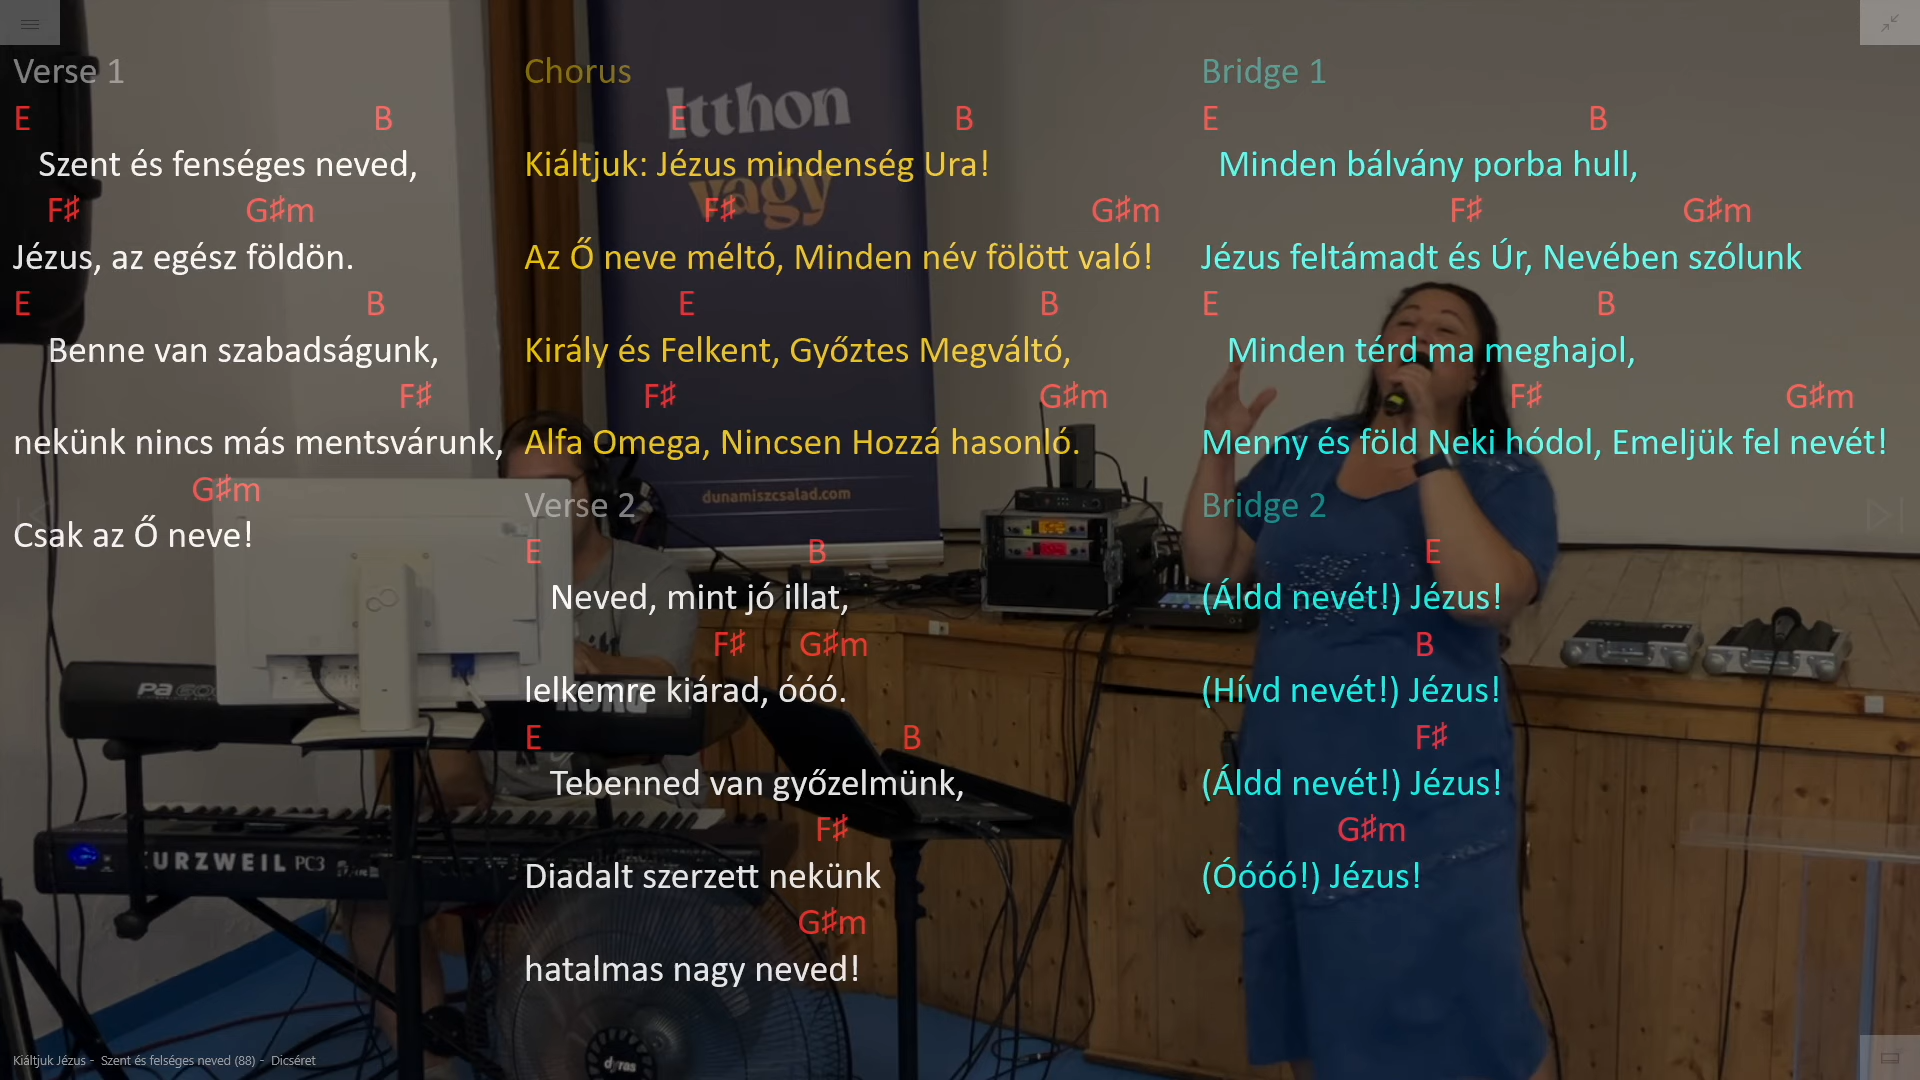 Verse 1
E B
Szent és fenséges neved,
F♯ G♯m
Jézus, az egész földön.
E B
Benne van szabadságunk,
F♯
nekünk nincs más mentsvárunk,
G♯m
Csak az Ő neve!
Chorus
E B
Kiáltjuk: Jézus mindenség Ura!
F♯ G♯m
Az Ő neve méltó, Minden név fölött való!
E B
Király és Felkent, Győztes Megváltó,
F♯ G♯m
Alfa Omega, Nincsen Hozzá hasonló.
Verse 2
E B
Neved, mint jó illat,
F♯ G♯m
lelkemre kiárad, óóó.
E B
Tebenned van győzelmünk,
F♯
Diadalt szerzett nekünk
G♯m
hatalmas nagy neved!
Bridge 1
E B
Minden bálvány porba hull,
F♯ G♯m
Jézus feltámadt és Úr, Nevében szólunk
E B
Minden térd ma meghajol,
F♯ G♯m
Menny és föld Neki hódol, Emeljük fel nevét!
Bridge 2
E
(Áldd nevét!) Jézus!
B
(Hívd nevét!) Jézus!
F♯
(Áldd nevét!) Jézus!
G♯m
(Óóóó!) Jézus!
Itthon
vagy
dunamiszcsalad.com
KORG
KURZWEIL PC3
dyras
Kiáltjuk Jézus - Szent és felséges neved (88) - Dicséret